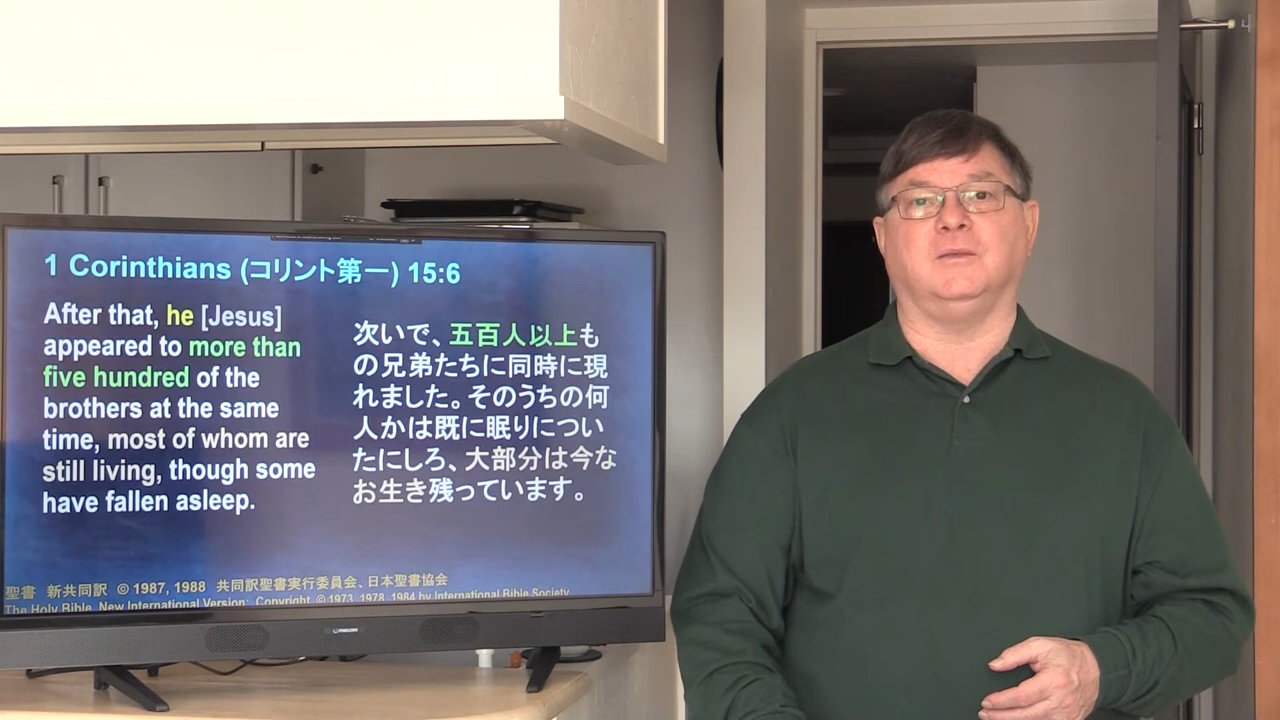 1 Corinthians (コリント第一) 15:6
After that, he [Jesus]
appeared to more than
five hundred of the
brothers at the same
time, most of whom are
still living, though some
have fallen asleep.
次いで、五百人以上も
の兄弟たちに同時に現
れました。そのうちの何
人かは既に眠りについ
たにしろ、大部分は今な
お生き残っています。
聖書 新共同訳 © 1987, 1988 共同訳聖書実行委員会、日本聖書協会
The Holy Bible, New International Version; Copyright, © 1973, 1978, 1984 by International Bible Society